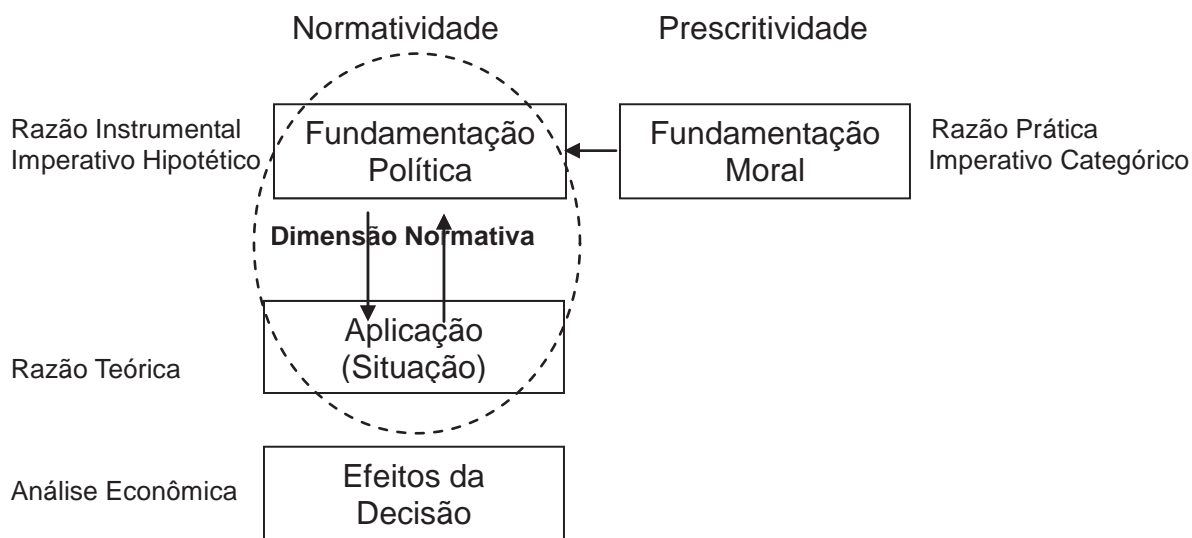 Normatividade
Prescritividade
Razão Instrumental
Imperativo Hipotético
Fundamentação
Política
Fundamentação
Moral
Razão Prática
Imperativo Categórico
Dimensão Normativa
Razão Teórica
Aplicação
(Situação)
Análise Econômica
Efeitos da
Decisão